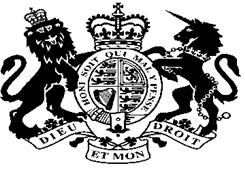 HONI SOIT QUI MAL Y PENSE
DIEU
ET MON
DROIT